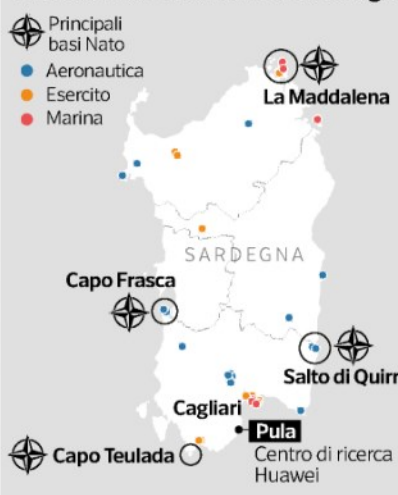 Principali
basi Nato
Aeronautica
Esercito
Marina
La Maddalena
SARDEGNA
Capo Frasca
Salto di Quirr
Cagliari
Pula
Capo Teulada
Centro di ricerca
Huawei